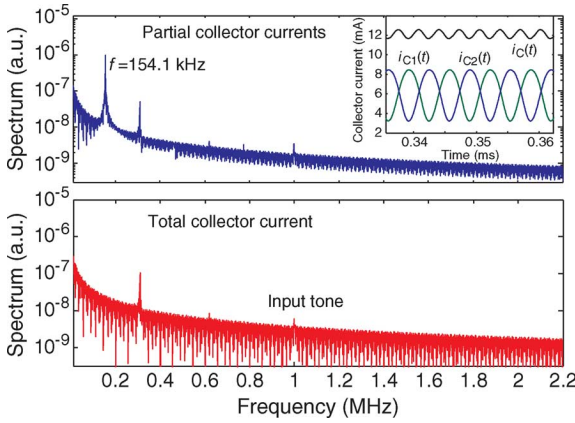 Partial collector currents
f=154.1 kHz
Spectrum (a.u.)
10⁻⁵
10⁻⁶
10⁻⁷
10⁻⁸
10⁻⁹
Collector current (mA)
12
10
8
6
4
2
iC1(t)
iC2(t)
iC(t)
0.34
0.35
0.36
Time (ms)
Total collector current
Input tone
Spectrum (a.u.)
10⁻⁵
10⁻⁶
10⁻⁷
10⁻⁸
10⁻⁹
0.2
0.4
0.6
0.8
1
1.2
1.4
1.6
1.8
2
2.2
Frequency (MHz)